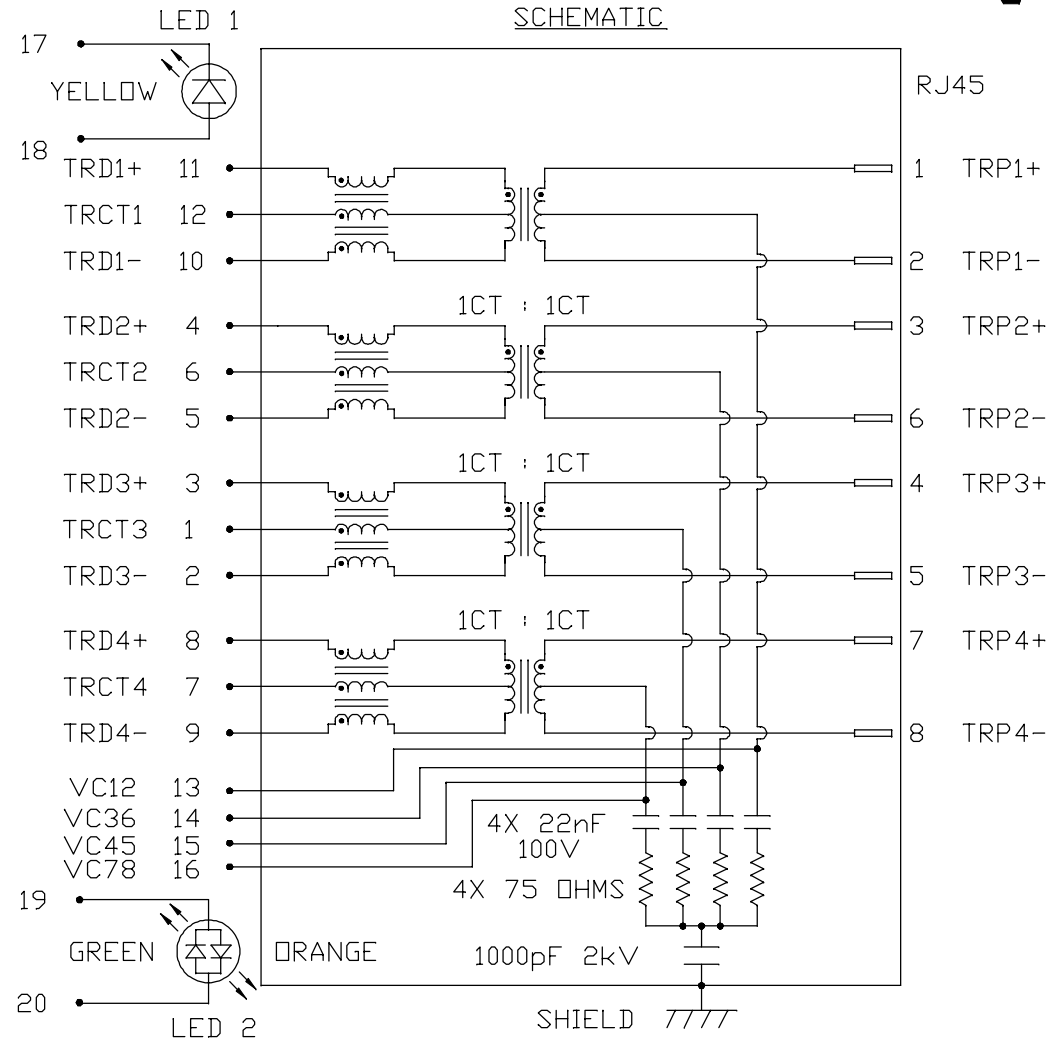 SCHEMATIC
LED 1
17
YELLOW
18
RJ45
TRD1+ 11
1 TRP1+
TRCT1 12
TRD1- 10
2 TRP1-
1CT : 1CT
TRD2+ 4
3 TRP2+
TRCT2 6
TRD2- 5
6 TRP2-
1CT : 1CT
TRD3+ 3
4 TRP3+
TRCT3 1
TRD3- 2
5 TRP3-
1CT : 1CT
TRD4+ 8
7 TRP4+
TRCT4 7
TRD4- 9
8 TRP4-
VC12 13
VC36 14
VC45 15
VC78 16
4X 22nF
100V
4X 75 OHMS
19
GREEN
ORANGE
1000pF 2kV
20
LED 2
SHIELD